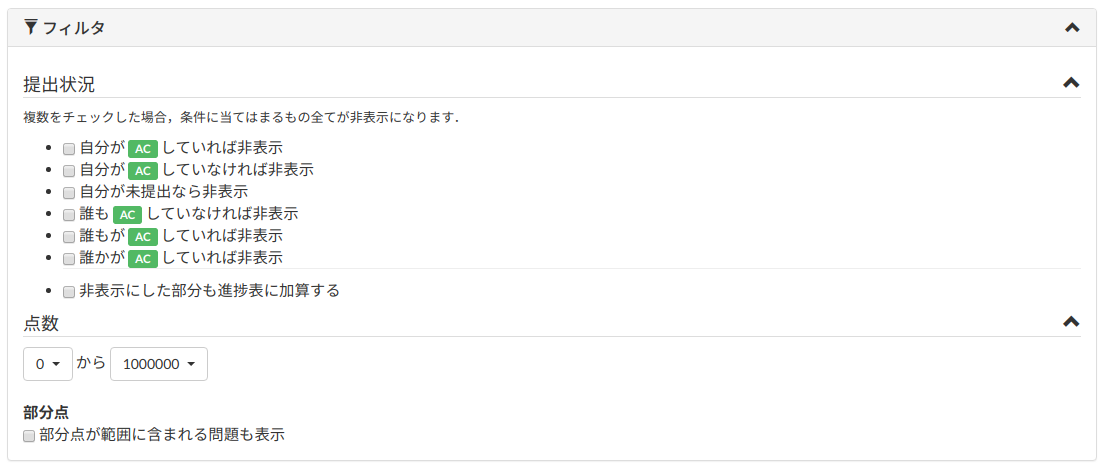 フィルタ
提出状況
複数をチェックした場合，条件に当てはまるもの全てが非表示になります．
自分が AC していれば非表示
自分が AC していなければ非表示
自分が未提出なら非表示
誰も AC していなければ非表示
誰もが AC していれば非表示
誰かが AC していれば非表示
非表示にした部分も進捗表に加算する
点数
0 から 1000000
部分点
部分点が範囲に含まれる問題も表示